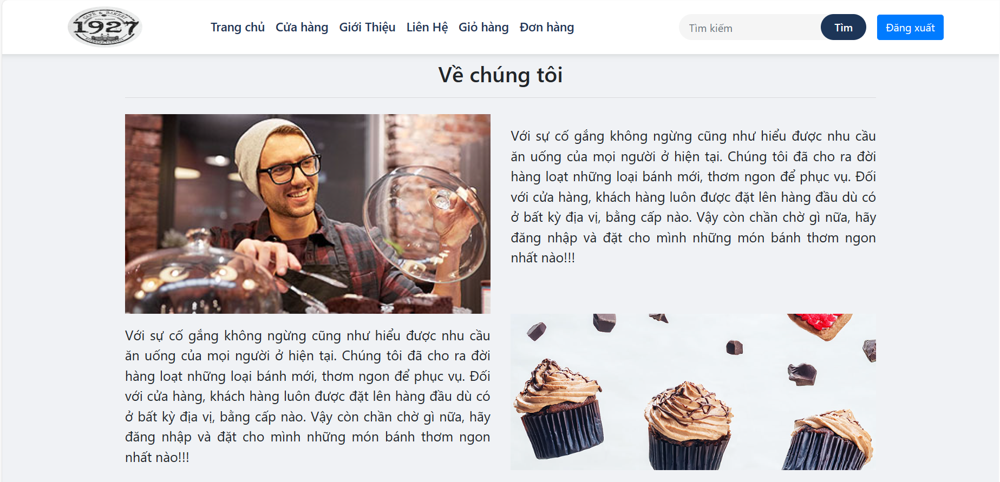 CAFÉ & BAKERY
1927
Trang chủ Cửa hàng Giới Thiệu Liên Hệ Giỏ hàng Đơn hàng
Tìm kiếm
Tìm
Đăng xuất
Về chúng tôi
Với sự cố gắng không ngừng cũng như hiểu được nhu cầu
ăn uống của mọi người ở hiện tại. Chúng tôi đã cho ra đời
hàng loạt những loại bánh mới, thơm ngon để phục vụ. Đối
với cửa hàng, khách hàng luôn được đặt lên hàng đầu dù có
ở bất kỳ địa vị, bằng cấp nào. Vậy còn chần chờ gì nữa, hãy
đăng nhập và đặt cho mình những món bánh thơm ngon
nhất nào!!!
Với sự cố gắng không ngừng cũng như hiểu được nhu cầu
ăn uống của mọi người ở hiện tại. Chúng tôi đã cho ra đời
hàng loạt những loại bánh mới, thơm ngon để phục vụ. Đối
với cửa hàng, khách hàng luôn được đặt lên hàng đầu dù có
ở bất kỳ địa vị, bằng cấp nào. Vậy còn chần chờ gì nữa, hãy
đăng nhập và đặt cho mình những món bánh thơm ngon
nhất nào!!!